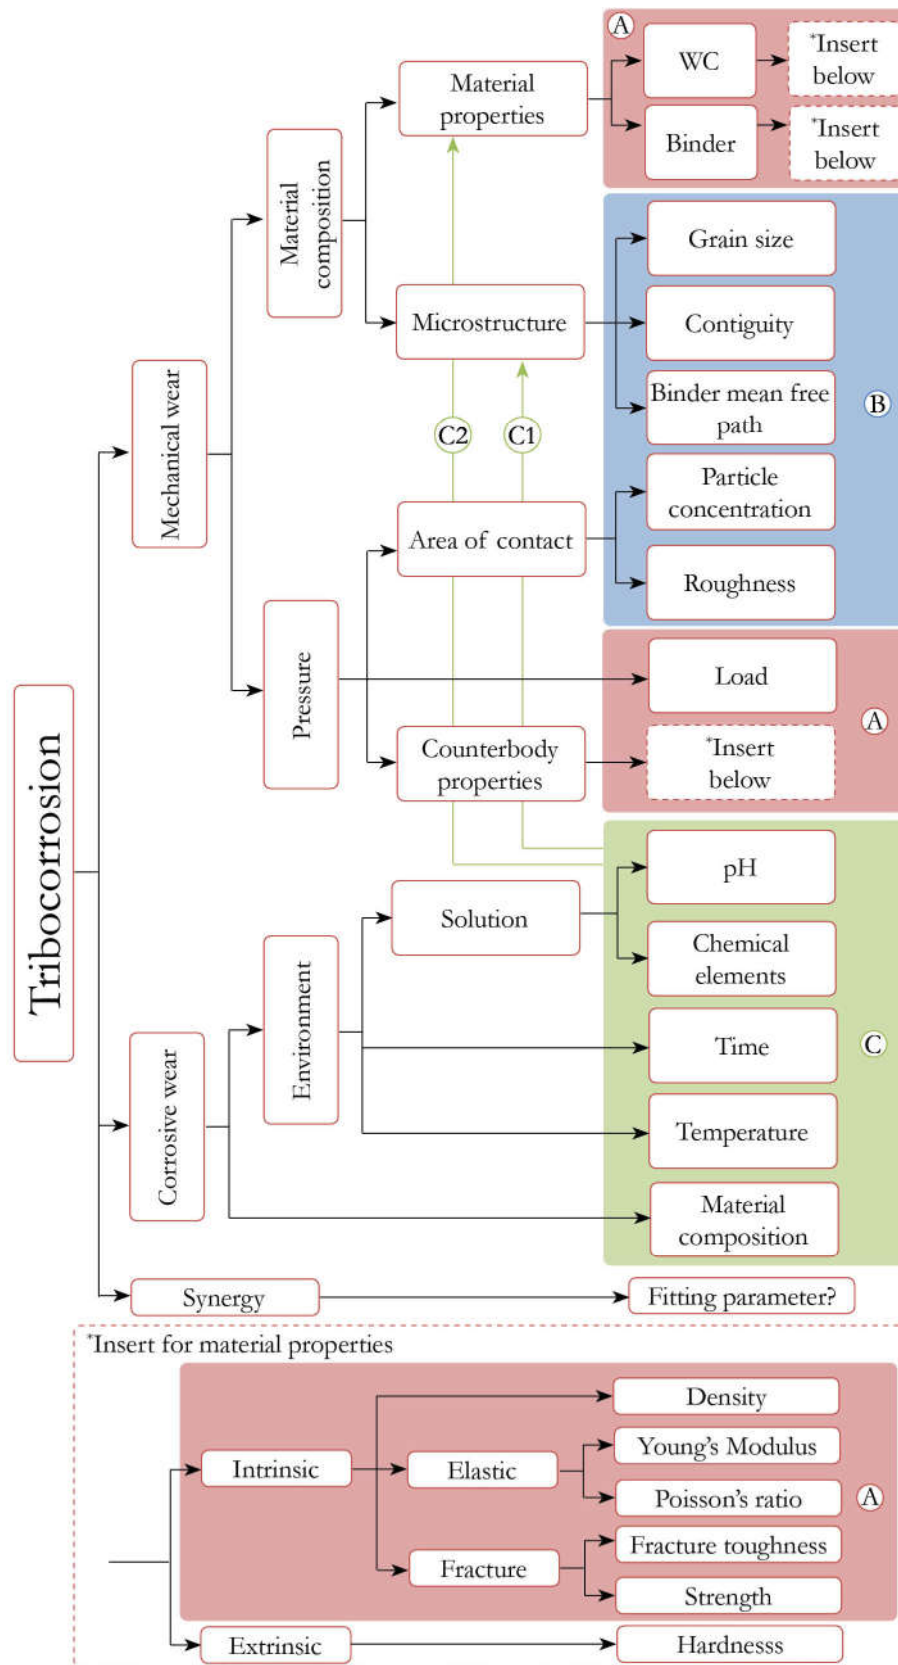 A
WC
*Insert
below
Material
properties
Binder
*Insert
below
Material
composition
Grain size
Microstructure
Contiguity
Binder mean free
path
B
Mechanical wear
C2
C1
Particle
concentration
Area of contact
Roughness
Pressure
Load
A
Counterbody
properties
*Insert
below
Tribocorrosion
pH
Solution
Chemical
elements
Environment
Time
C
Corrosive wear
Temperature
Material
composition
Synergy
Fitting parameter?
*Insert for material properties
Density
Intrinsic
Elastic
Young's Modulus
Poisson's ratio
A
Fracture
Fracture toughness
Strength
Extrinsic
Hardnesss